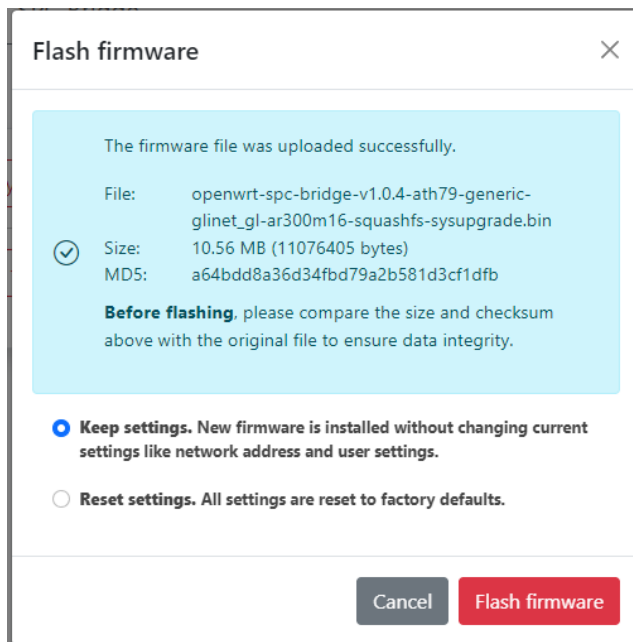 Flash firmware
The firmware file was uploaded successfully.
File: openwrt-spc-bridge-v1.0.4-ath79-generic-
glinet_gl-ar300m16-squashfs-sysupgrade.bin
Size: 10.56 MB (11076405 bytes)
MD5: a64bdd8a36d34fbd79a2b581d3cf1dfb
Before flashing, please compare the size and checksum
above with the original file to ensure data integrity.
Keep settings. New firmware is installed without changing current
settings like network address and user settings.
Reset settings. All settings are reset to factory defaults.
Cancel Flash firmware